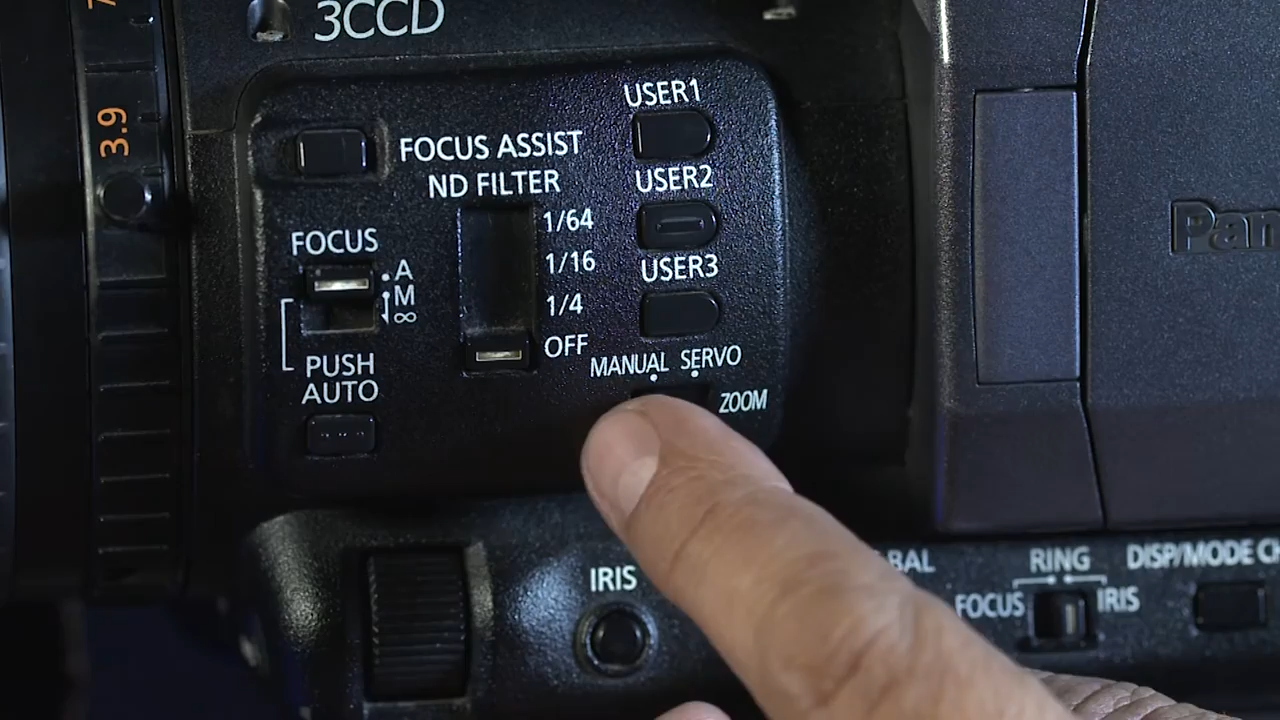 3CCD
3.9
USER1
FOCUS ASSIST
ND FILTER
USER2
1/64
FOCUS
1/16
USER3
A
M
∞
1/4
OFF
MANUAL SERVO
PUSH
AUTO
ZOOM
Pan
IRIS
BAL
RING
DISP/MODE CH
FOCUS
IRIS